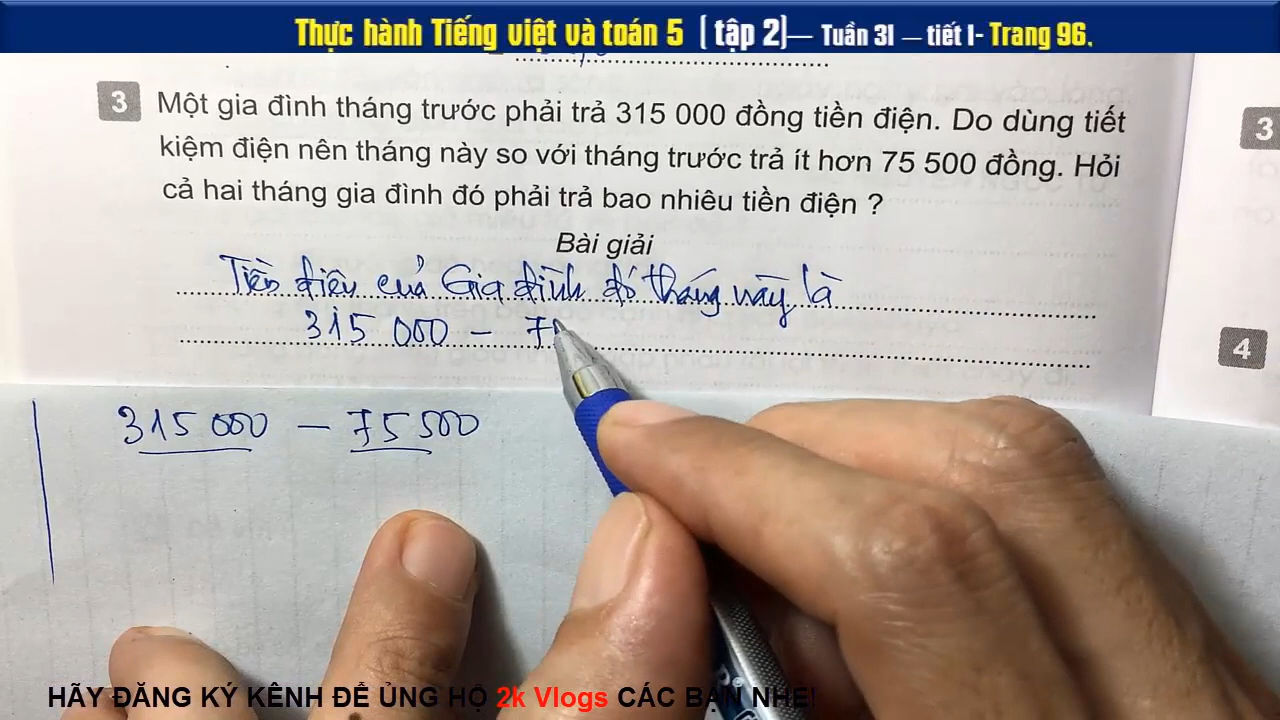 Thực hành Tiếng việt và toán 5 [ tập 2]— Tuần 31 – tiết 1- Trang 96.
3 Một gia đình tháng trước phải trả 315 000 đồng tiền điện. Do dùng tiết
kiệm điện nên tháng này so với tháng trước trả ít hơn 75 500 đồng. Hỏi
cả hai tháng gia đình đó phải trả bao nhiêu tiền điện ?
Bài giải
Tiền điện của Gia đình đó tháng này là
315 000 - 7
315 000 - 75 500
3
4
HÃY ĐĂNG KÝ KÊNH ĐỂ ỦNG HỘ 2k Vlogs CÁC BẠN NHÉ!